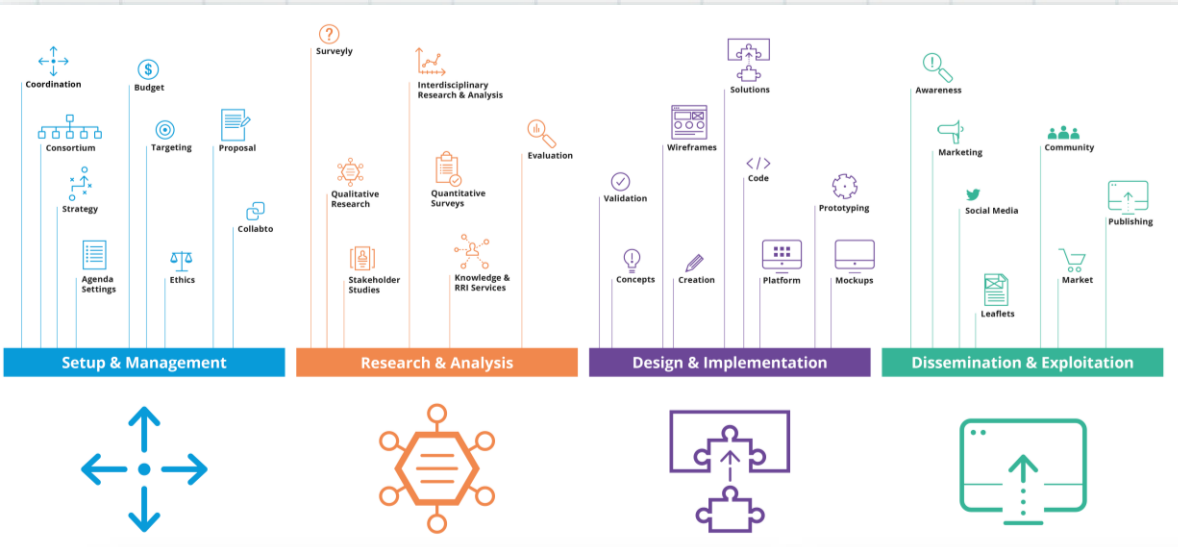 Coordination
Budget
Consortium
Targeting
Proposal
Strategy
Collabto
Agenda
Settings
Ethics
Setup & Management
Surveyly
Interdisciplinary
Research & Analysis
Evaluation
Qualitative
Research
Quantitative
Surveys
Stakeholder
Studies
Knowledge &
RRI Services
Research & Analysis
Solutions
Wireframes
Code
Validation
Prototyping
Concepts
Creation
Platform
Mockups
Design & Implementation
Awareness
Marketing
Community
Social Media
Publishing
Market
Leaflets
Dissemination & Exploitation